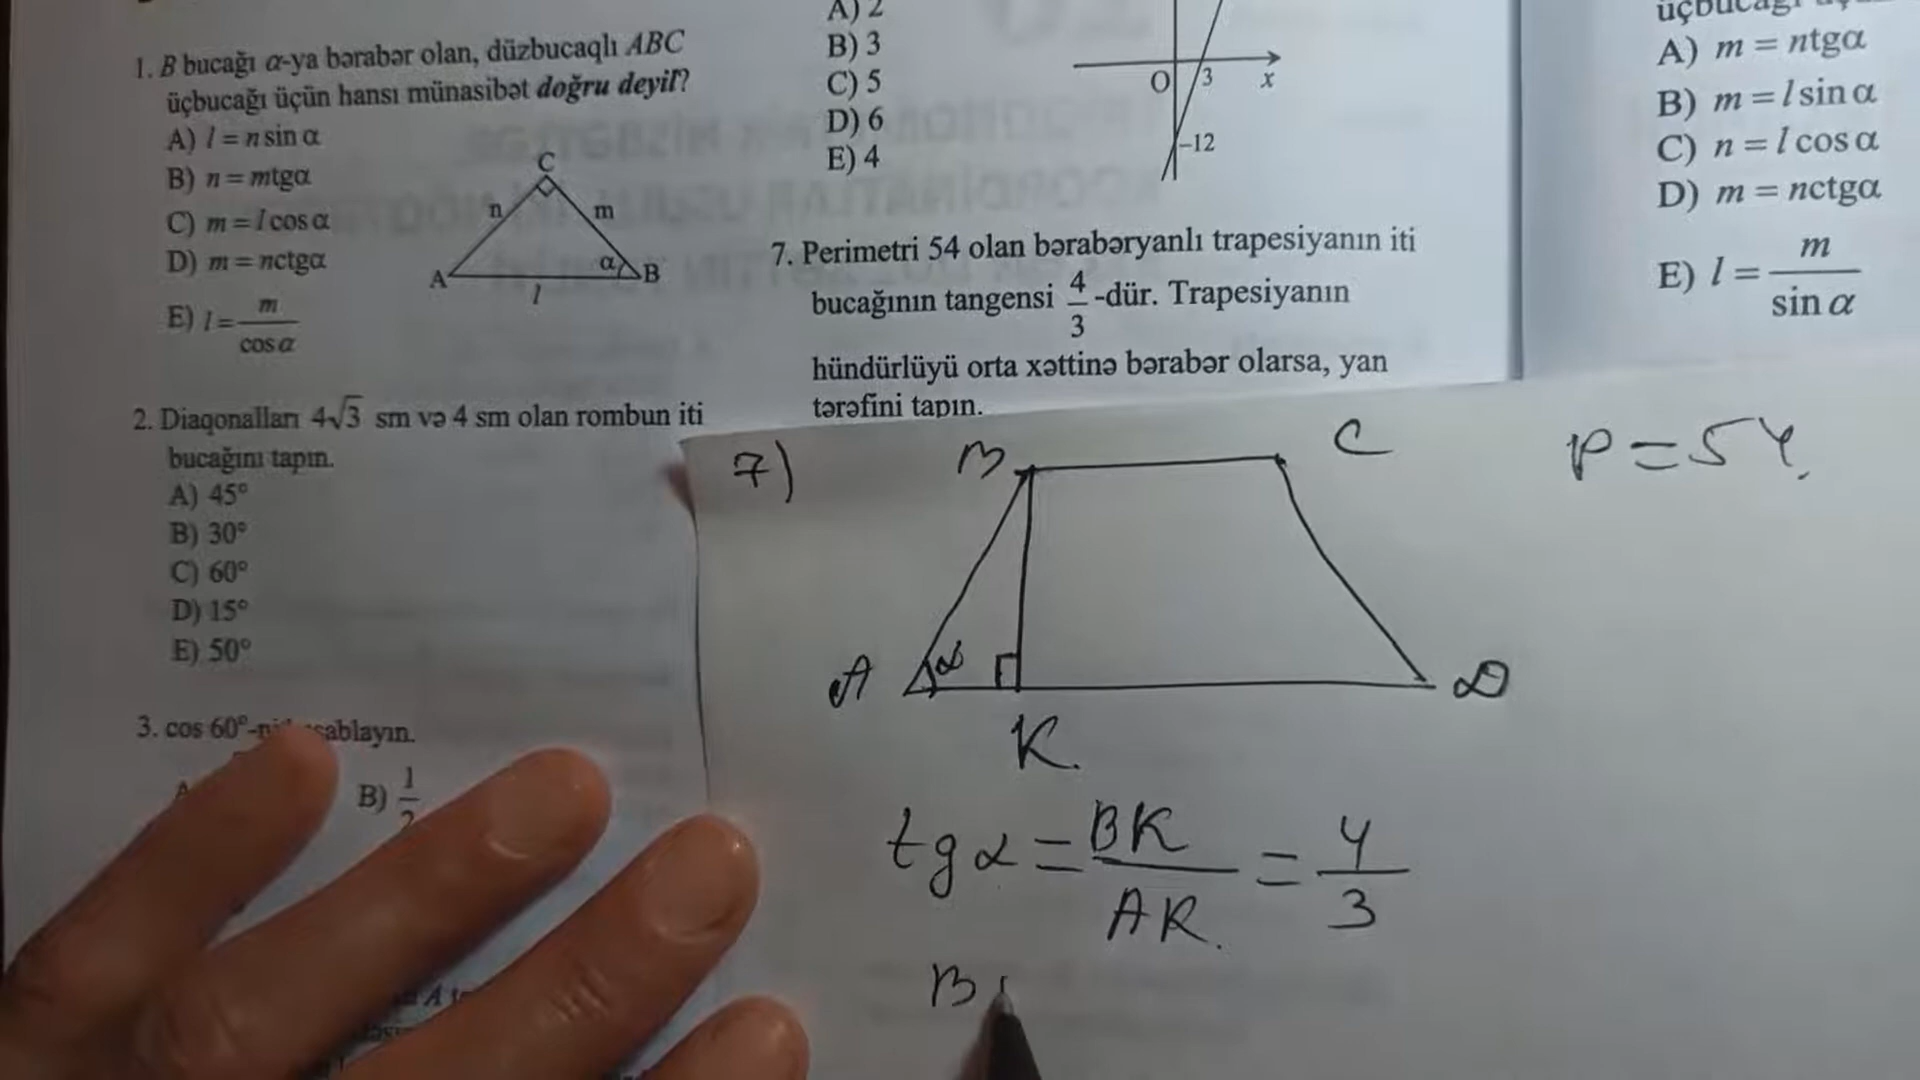 1. B bucağı α-ya bərabər olan, düzbucaqlı ABC
üçbucağı üçün hansı münasibət doğru deyil?
A) l = n sin α
B) n = mtgα
C) m = l cos α
D) m = nctgα
E) l = m/cos α
C
n
m
A
α
B
l
2. Diaqonalları 4√3 sm və 4 sm olan rombun iti
bucağını tapın.
A) 45°
B) 30°
C) 60°
D) 15°
E) 50°
3. cos 60°
B) 1/2
A) 2
B) 3
C) 5
D) 6
E) 4
O
3
x
-12
7. Perimetri 54 olan bərabəryanlı trapesiyanın iti
bucağının tangensi 4/3 -dür. Trapesiyanın
hündürlüyü orta xəttinə bərabər olarsa, yan
tərəfini tapın.
A) m = ntgα
B) m = l sin α
C) n = l cos α
D) m = nctgα
E) l = m/sin α
7)
B
C
P = 54.
A
α
D
K.
tg α = BK/AK. = 4/3
B